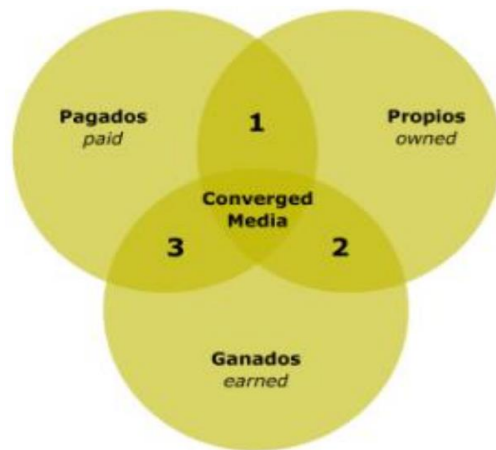 1
Pagados
paid
Propios
owned
Converged
Media
3
2
Ganados
earned